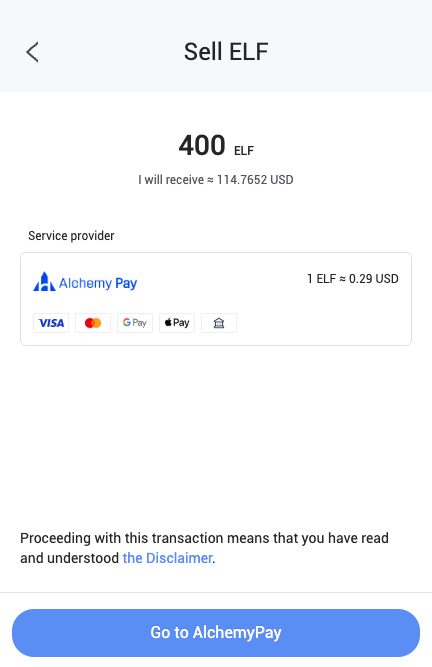 Sell ELF
400 ELF
I will receive ≈ 114.7652 USD
Service provider
Alchemy Pay
1 ELF ≈ 0.29 USD
VISA
G Pay
Pay
Proceeding with this transaction means that you have read
and understood the Disclaimer.
Go to AlchemyPay